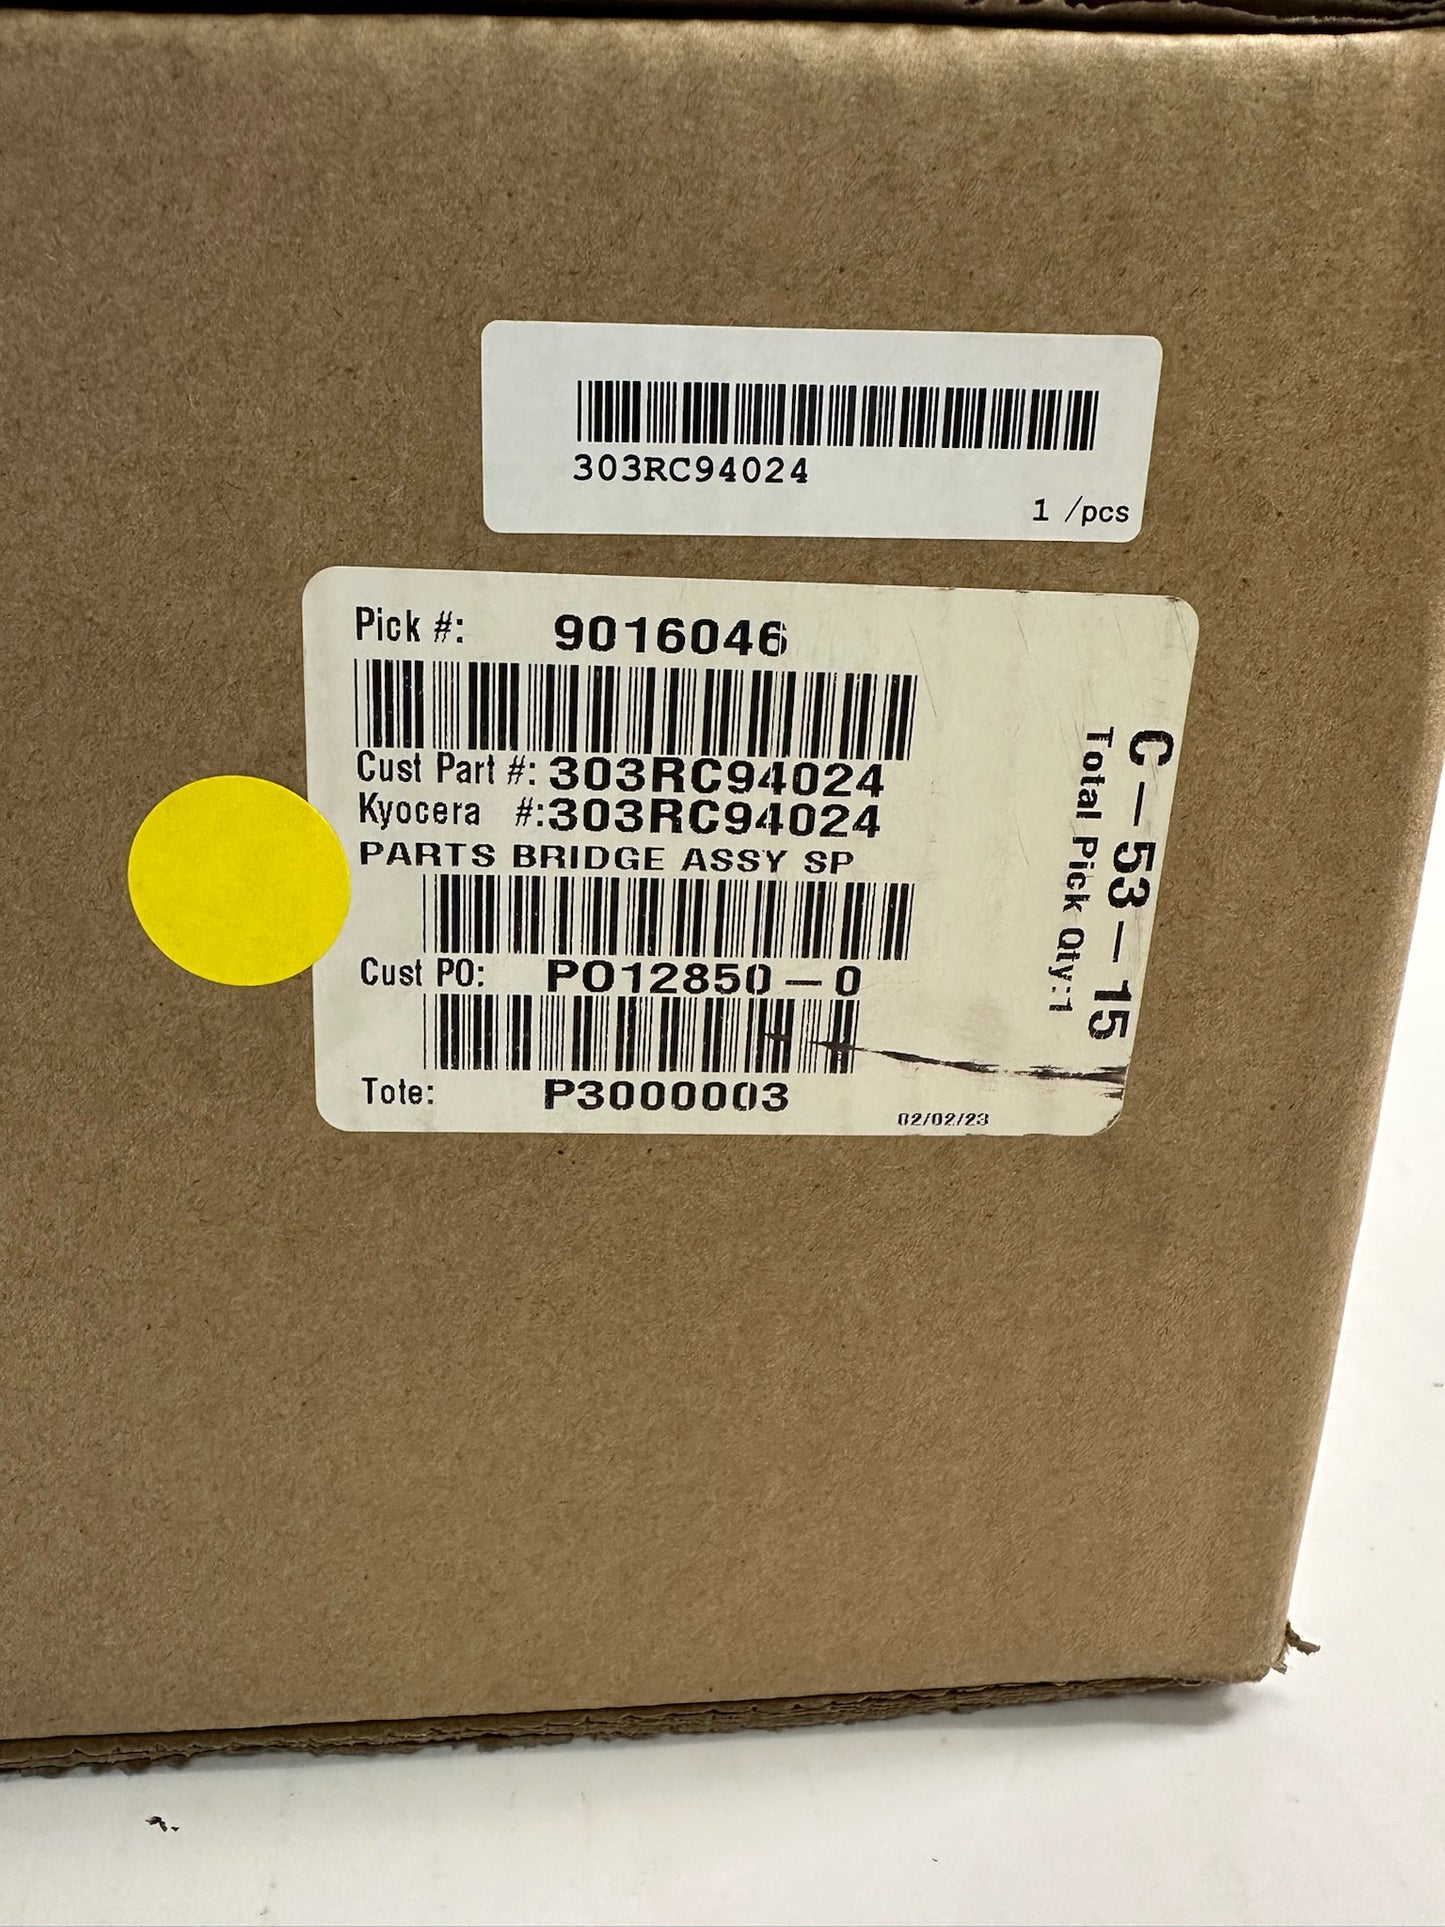 303RC94024
1 /pcs
Pick #: 9016046
Cust Part #: 303RC94024
Kyocera #:303RC94024
PARTS BRIDGE ASSY SP
Cust PO: PO12850-0
Tote: P3000003
02/02/23
C-53-15
Total Pick Qty:1